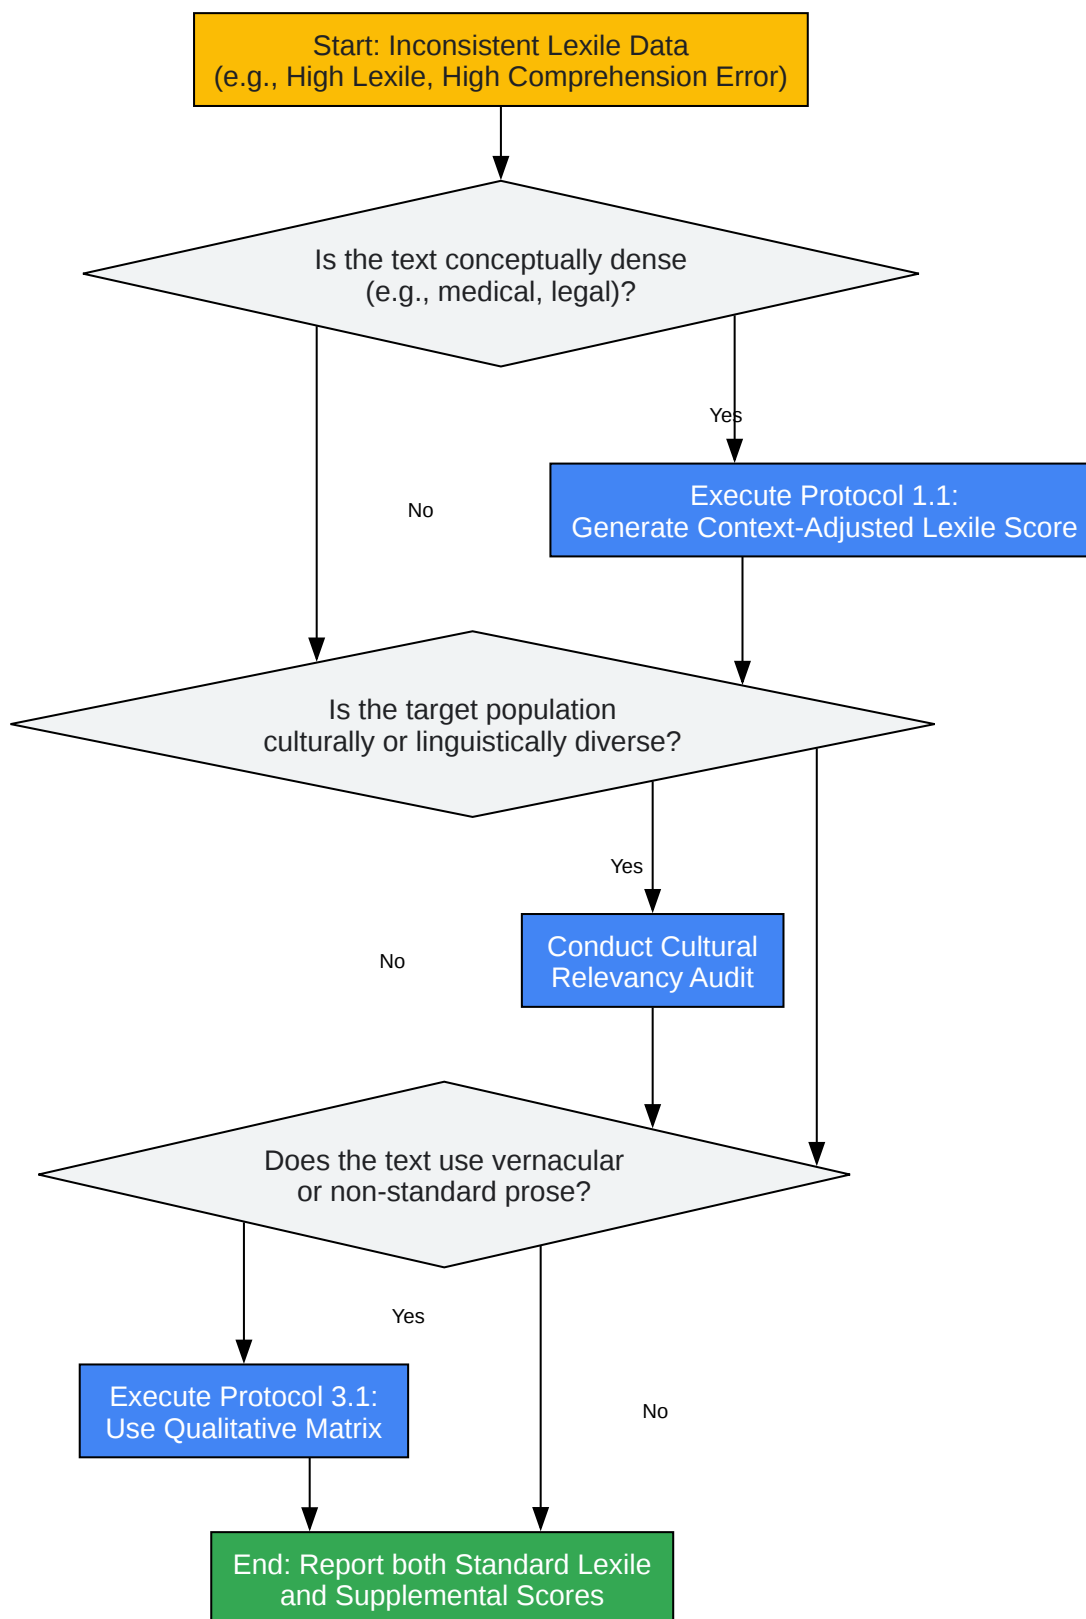 Start: Inconsistent Lexile Data
(e.g., High Lexile, High Comprehension Error)
Is the text conceptually dense
(e.g., medical, legal)?
Yes
Execute Protocol 1.1:
Generate Context-Adjusted Lexile Score
No
Is the target population
culturally or linguistically diverse?
Yes
Conduct Cultural
Relevancy Audit
No
Does the text use vernacular
or non-standard prose?
Yes
Execute Protocol 3.1:
Use Qualitative Matrix
No
End: Report both Standard Lexile
and Supplemental Scores